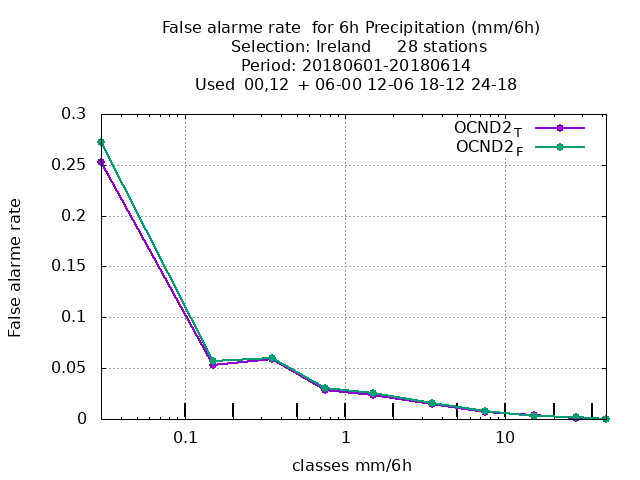 False alarme rate  for 6h Precipitation (mm/6h)
Selection: Ireland     28 stations
Period: 20180601-20180614
Used  00,12  + 06-00 12-06 18-12 24-18
OCND2T
OCND2F
0.3
0.25
0.2
0.15
0.1
0.05
0
False alarme rate
0.1 1 10
classes mm/6h